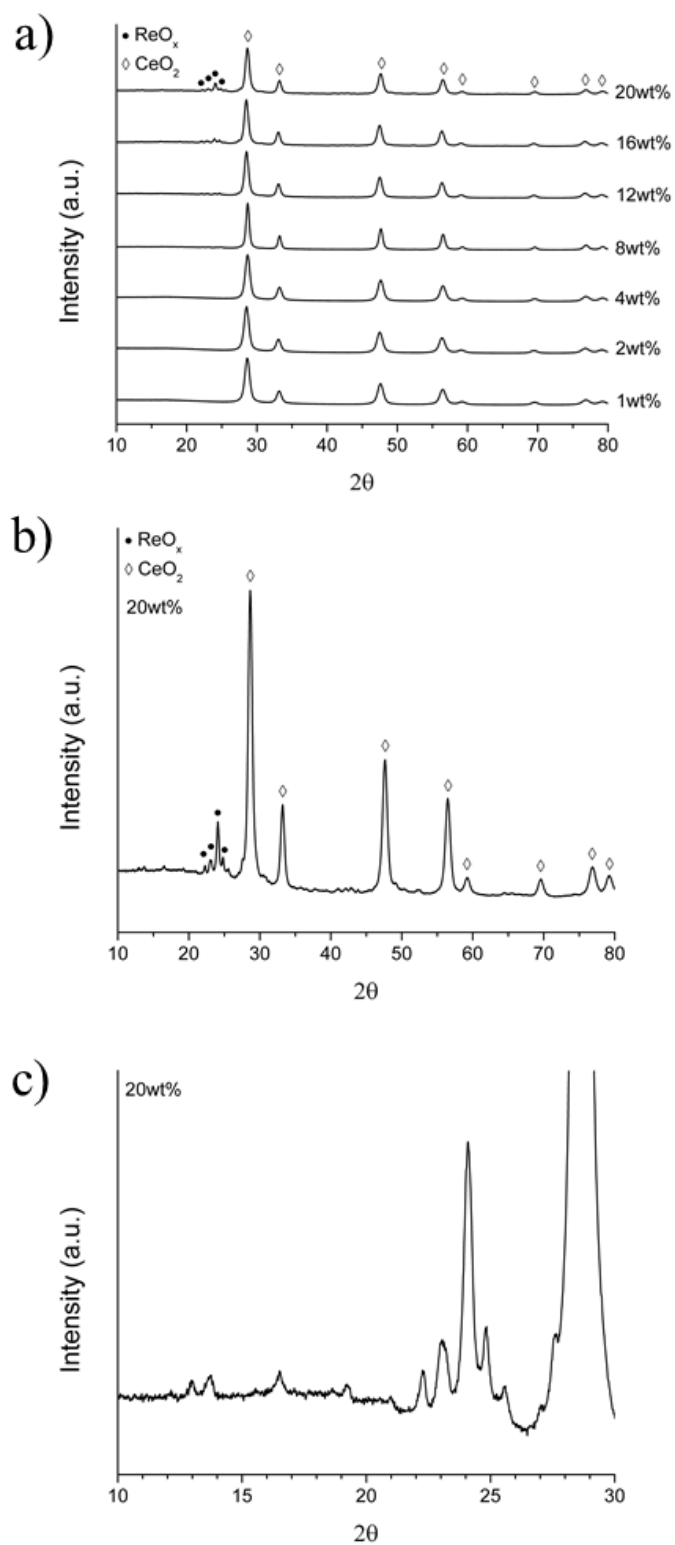 a)
● ReOₓ
◊ CeO₂
20wt%
16wt%
12wt%
8wt%
4wt%
2wt%
1wt%
Intensity (a.u.)
10 20 30 40 50 60 70 80
2θ
b)
● ReOₓ
◊ CeO₂
20wt%
Intensity (a.u.)
10 20 30 40 50 60 70 80
2θ
c)
20wt%
Intensity (a.u.)
10 15 20 25 30
2θ